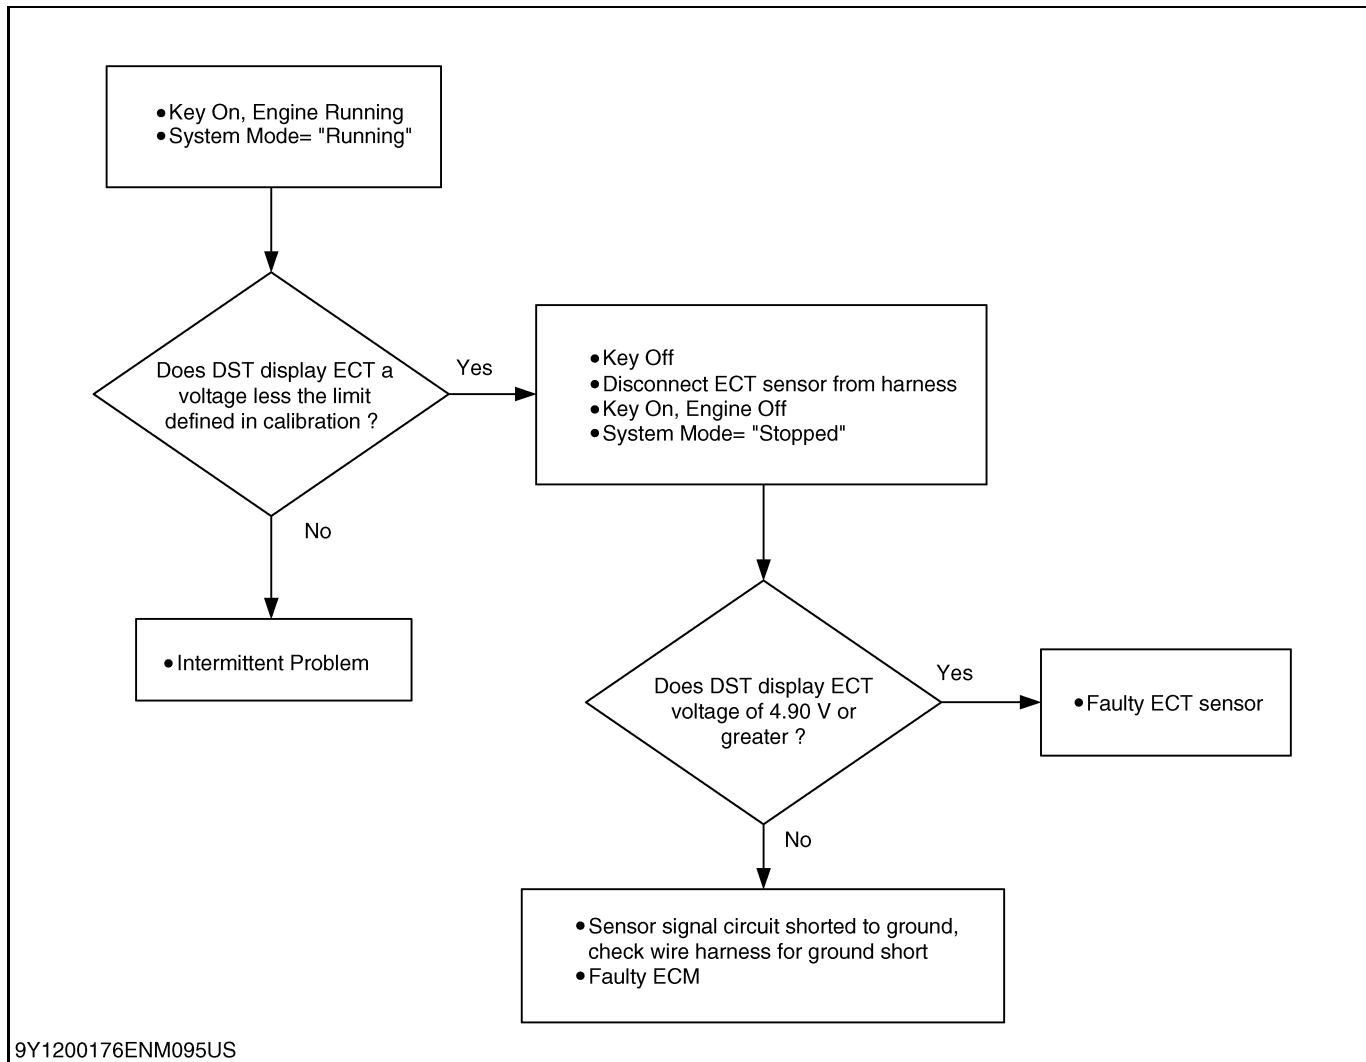 ●Key On, Engine Running
●System Mode= "Running"
Does DST display ECT a
voltage less the limit
defined in calibration ?
Yes
No
●Intermittent Problem
●Key Off
●Disconnect ECT sensor from harness
●Key On, Engine Off
●System Mode= "Stopped"
Does DST display ECT
voltage of 4.90 V or
greater ?
Yes
●Faulty ECT sensor
No
●Sensor signal circuit shorted to ground,
check wire harness for ground short
●Faulty ECM
9Y1200176ENM095US